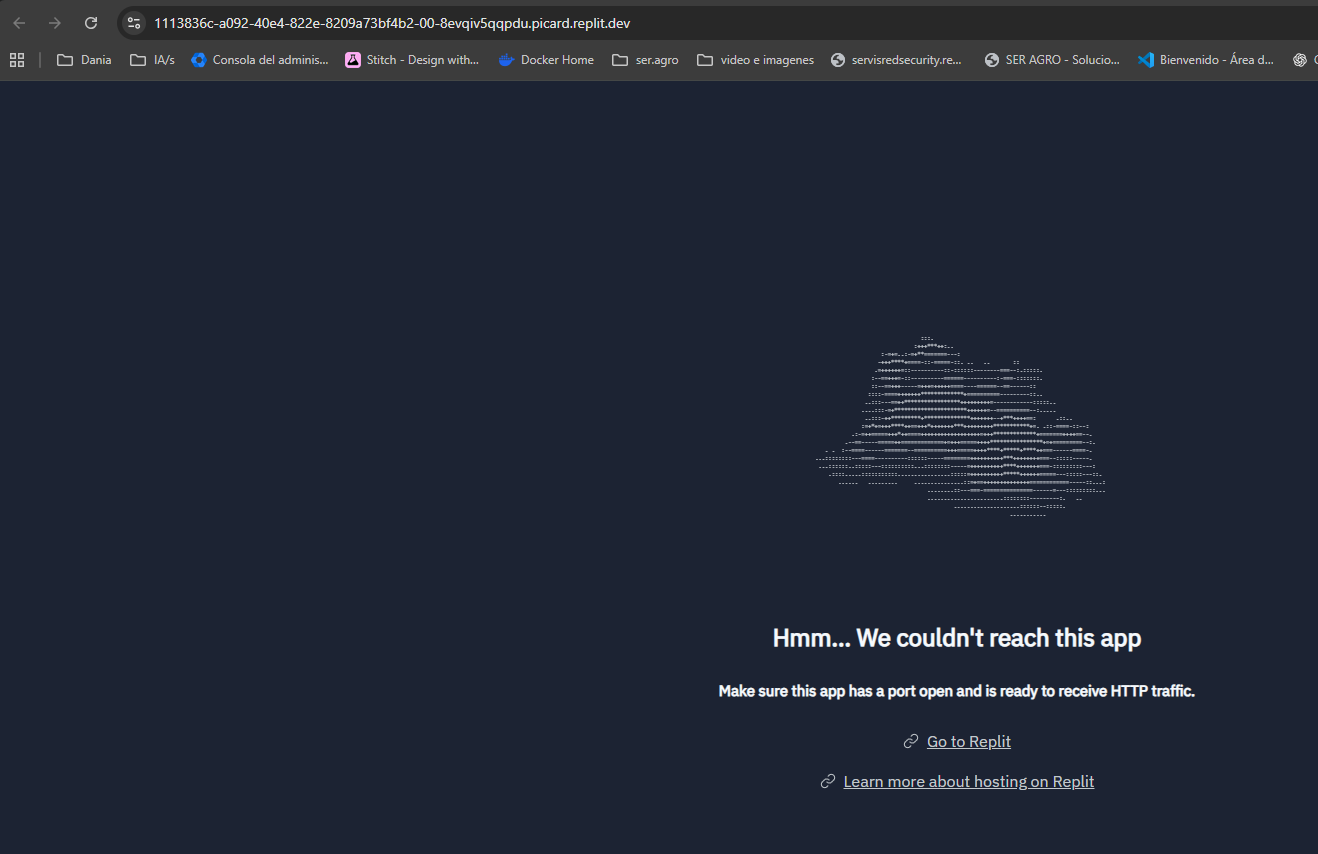 1113836c-a092-40e4-822e-8209a73bf4b2-00-8evqiv5qqpdu.picard.replit.dev
Dania IA/s Consola del adminis... Stitch - Design with... Docker Home ser.agro video e imagenes servisredsecurity.re... SER AGRO - Solucio... Bienvenido - Área d...
Hmm... We couldn't reach this app
Make sure this app has a port open and is ready to receive HTTP traffic.
Go to Replit
Learn more about hosting on Replit